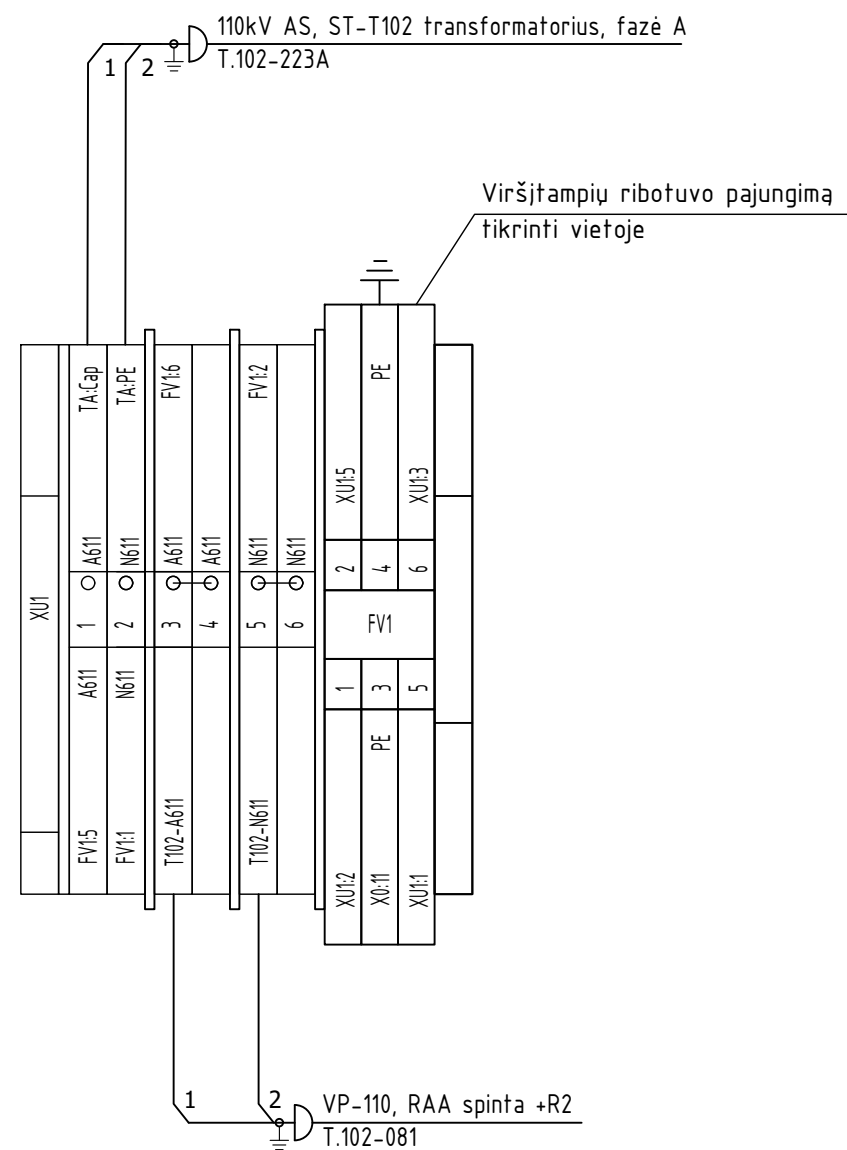 110kV AS, ST-T102 transformatorius, fazė A
T.102-223A
1
2
Viršįtampių ribotuvo pajungimą
tikrinti vietoje
TA:Cap
TA:PE
FV1:6
FV1:2
XU1:5
PE
XU1:3
A611
N611
A611
A611
N611
N611
2
4
6
XU1
1
2
3
4
5
6
FV1
A611
N611
1
3
5
PE
FV1:5
FV1:1
T102-A611
T102-N611
XU1:2
X0:11
XU1:1
1
2
VP-110, RAA spinta +R2
T.102-081